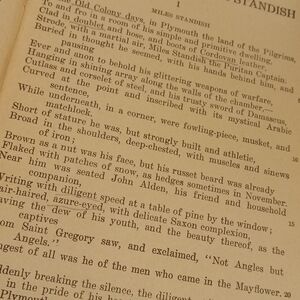 STANDISH
I
MILES STANDISH
the Old Colony days, in Plymouth the land of the Pilgrims,
To and fro in a room of his simple and primitive dwelling,
Clad in doublet and hose, and boots of Cordovan leather,
Strode, with a martial air, Miles Standish the Puritan Captain.
Buried in thought he seemed, with his hands behind him, and
pausing
Ever and anon to behold his glittering weapons of warfare,
Hanging in shining array along the walls of the chamber,
Cutlass and corselet of steel, and his trusty sword of Damascus,
Curved at the point and inscribed with its mystical Arabic
sentence,
While underneath, in a corner, were fowling-piece, musket, and
matchlock.
Short of stature he was, but strongly built and athletic,
Broad in the shoulders, deep-chested, with muscles and sinews
of iron;
Brown as a nut was his face, but his russet beard was already
Flaked with patches of snow, as hedges sometimes in November.
Near him was seated John Alden, his friend and household
companion,
Writing with diligent speed at a table of pine by the window;
air-haired, azure-eyed, with delicate Saxon complexion,
aving the dew of his youth, and the beauty thereof, as the
captives
om Saint Gregory saw, and exclaimed, "Not Angles but
Angels."
ngest of all was he of the men who came in the Mayflower.
20
ddenly breaking the silence, the diligent
in the pride of his
Plymouth